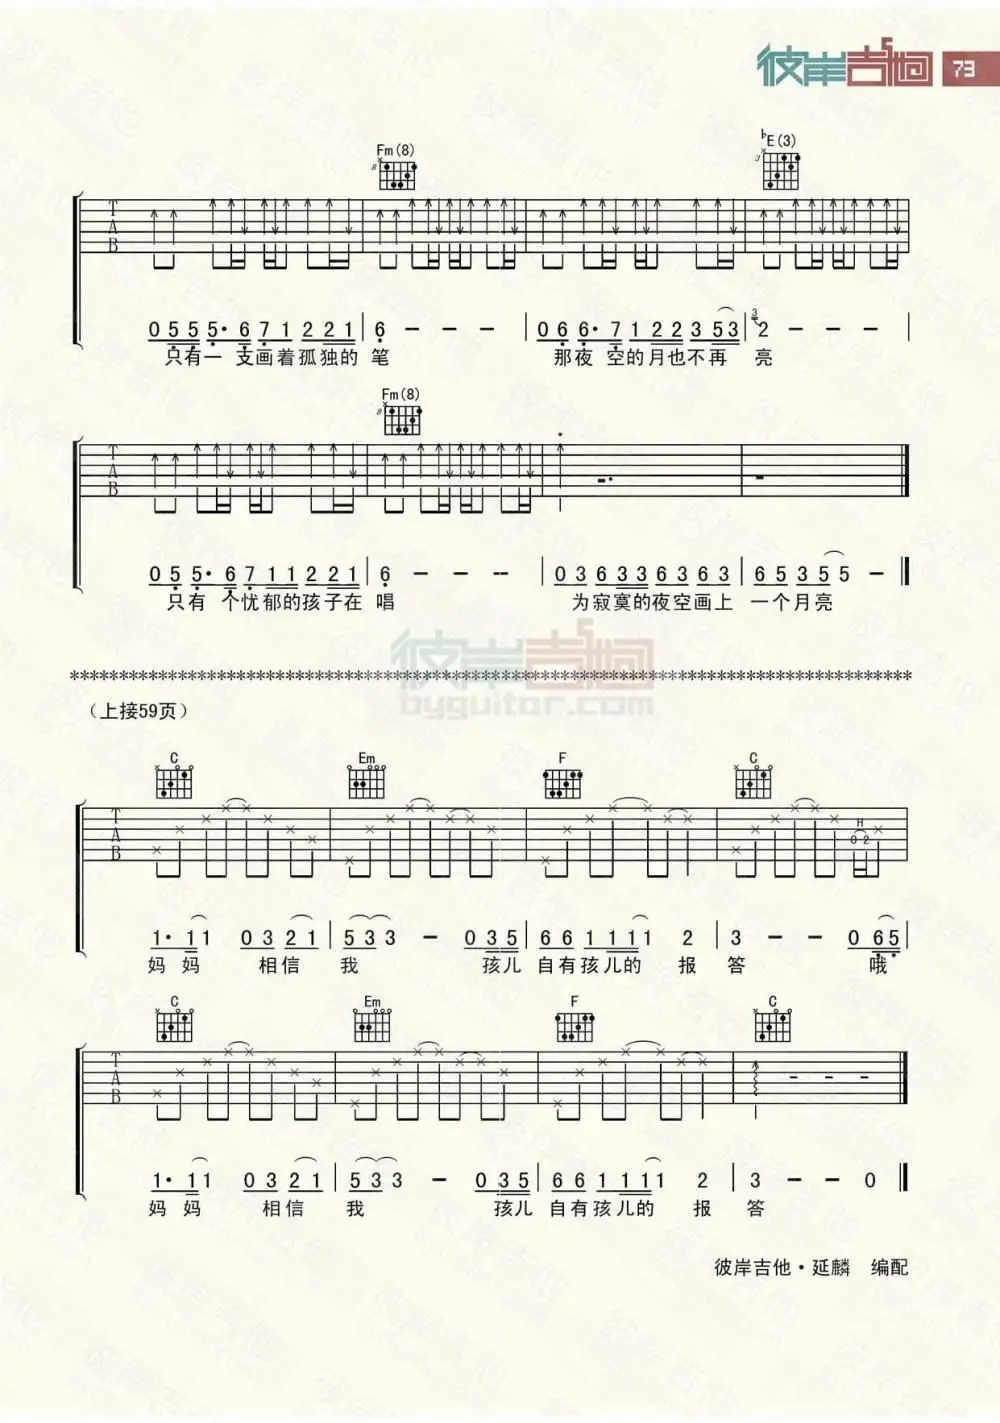 彼岸吉他 73
Fm(8) ♭E(3)
8 3
T
A
B
0 5 5 5· 6 7 1 2 2 1 | 6 - - - | 0 6 6· 7 1 2 2 3 5 3 | 3 2 - - - |
只有一 支画着孤独的 笔 那夜 空的月也不再 亮
Fm(8)
8
T
A
B
0 5 5· 6 7 1 1 2 2 1 | 6 - - - | 0 3 6 3 3 6 3 6 3 | 6 5 3 5 5 -
只有 个忧郁的孩子在 唱 为寂寞的夜空画上 一个月亮
彼岸吉他
byguitar.com
************************************************************
（上接59页）
C Em F C
T
A
B
H
0 2
1· 1 1 0 3 2 1 | 5 3 3 - 0 3 5 | 6 6 1 1 1 1 2 | 3 - - 0 6 5 |
妈 妈 相信 我 孩儿 自有孩儿的 报 答 哦
C Em F C
T
A
B
1· 1 1 0 3 2 1 | 5 3 3 - 0 3 5 | 6 6 1 1 1 1 2 | 3 - - 0
妈 妈 相信 我 孩儿 自有孩儿的 报 答
彼岸吉他·延麟 编配